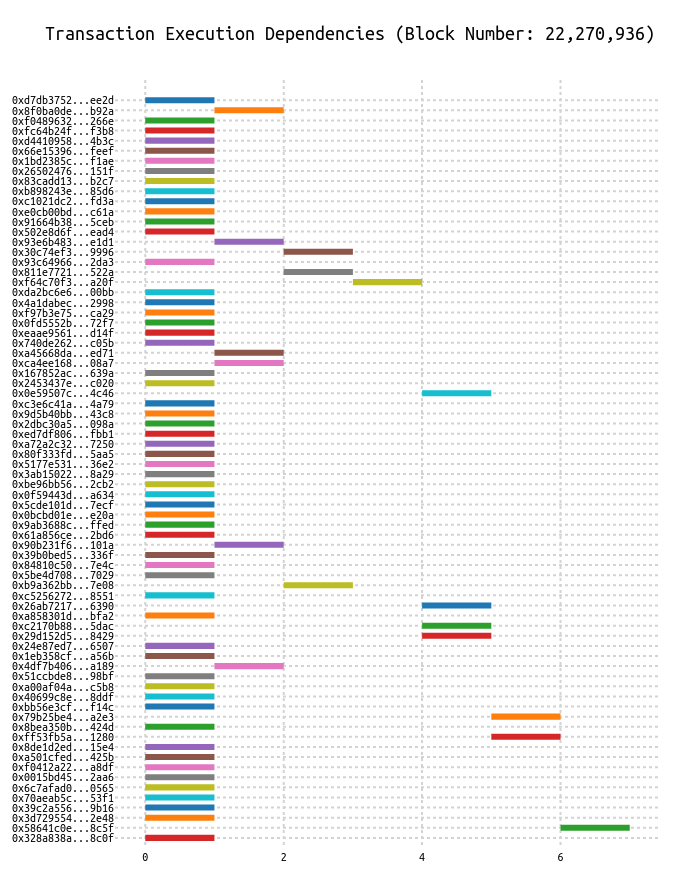 Transaction Execution Dependencies (Block Number: 22,270,936)
0xd7db3752...ee2d
0x8f0ba0de...b92a
0xf0489632...266e
0xfc64b24f...f3b8
0xd4410958...4b3c
0x66e15396...feef
0x1bd2385c...f1ae
0x26502476...151f
0x83cadd13...b2c7
0xb898243e...85d6
0xc1021dc2...fd3a
0xe0cb00bd...c61a
0x91664b38...5ceb
0x502e8d6f...ead4
0x93e6b483...e1d1
0x30c74ef3...9996
0x93c64966...2da3
0x811e7721...522a
0xf64c70f3...a20f
0xda2bc6e6...00bb
0x4a1dabec...2998
0xf97b3e75...ca29
0x0fd5552b...72f7
0xeaae9561...d14f
0x740de262...c05b
0xa45668da...ed71
0xca4ee168...08a7
0x167852ac...639a
0x2453437e...c020
0x0e59507c...4c46
0xc3e6c41a...4a79
0x9d5b40bb...43c8
0x2dbc30a5...098a
0xed7df806...fbb1
0xa72a2c32...7250
0x80f333fd...5aa5
0x5177e531...36e2
0x3ab15022...8a29
0xbe96bb56...2cb2
0x0f59443d...a634
0x5cde101d...7ecf
0x0bcbd01e...e20a
0x9ab3688c...ffed
0x61a856ce...2bd6
0x90b231f6...101a
0x39b0bed5...336f
0x84810c50...7e4c
0x5be4d708...7029
0xb9a362bb...7e08
0xc5256272...8551
0x26ab7217...6390
0xa858301d...bfa2
0xc2170b88...5dac
0x29d152d5...8429
0x24e87ed7...6507
0x1eb358cf...a56b
0x4df7b406...a189
0x51ccbde8...98bf
0xa00af04a...c5b8
0x40699c8e...8ddf
0xbb56e3cf...f14c
0x79b25be4...a2e3
0x8bea350b...424d
0xff53fb5a...1280
0x8de1d2ed...15e4
0xa501cfed...425b
0xf0412a22...a8df
0x0015bd45...2aa6
0x6c7afad0...0565
0x70aeab5c...53f1
0x39c2a556...9b16
0x3d729554...2e48
0x58641c0e...8c5f
0x328a838a...8c0f
0 2 4 6